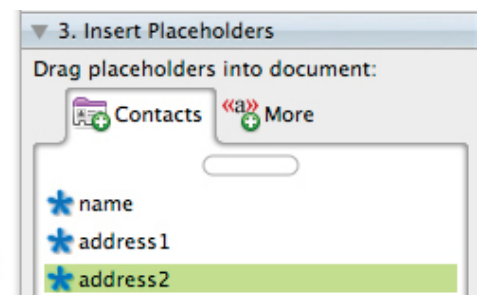 3. Insert Placeholders
Drag placeholders into document:
Contacts «a» More
name
address1
address2